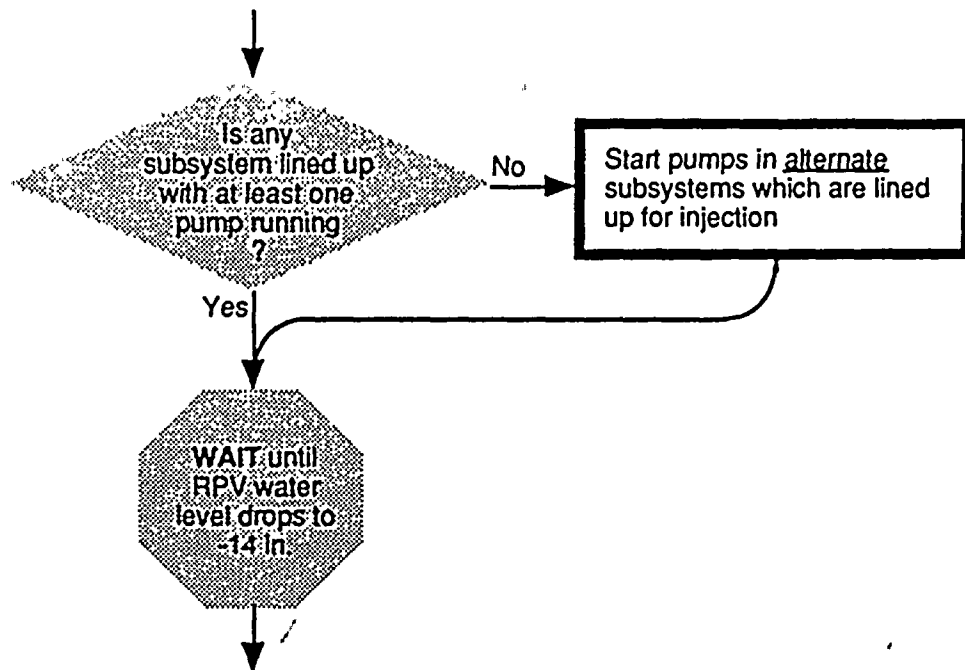 Is any
subsystem lined up
with at least one
pump running
?
No
Start pumps in alternate
subsystems which are lined
up for injection
Yes
WAIT until
RPV water
level drops to
-14 in.